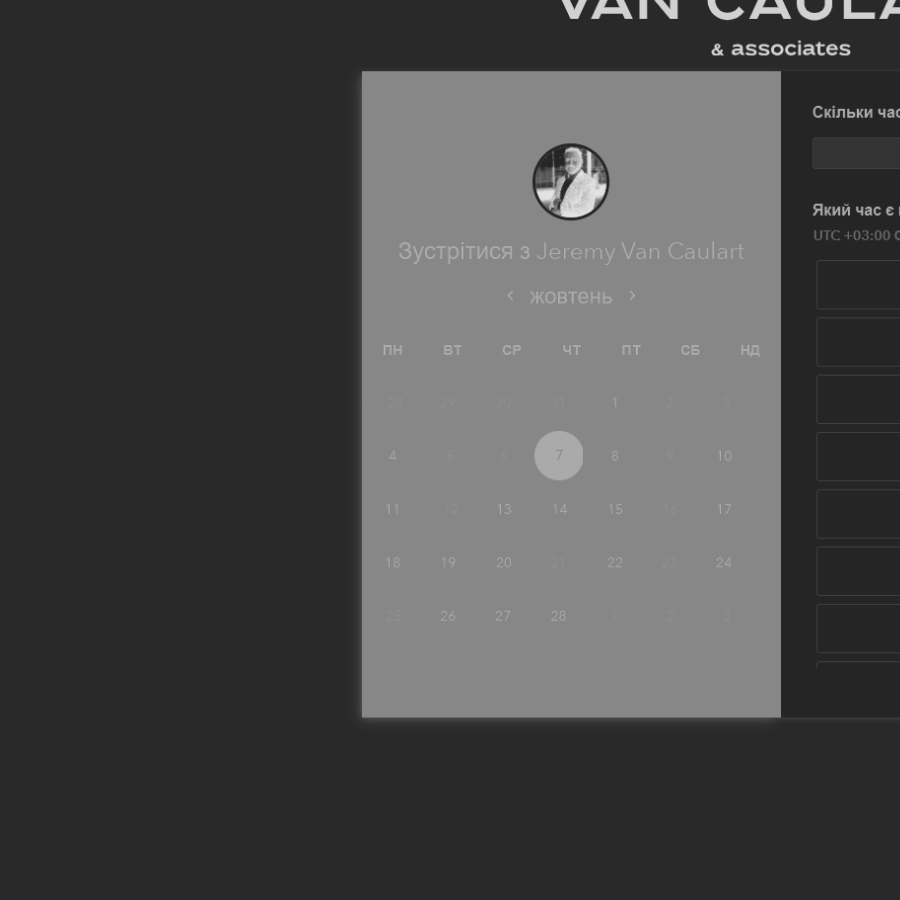 VAN CAULA
& associates
Зустрітися з Jeremy Van Caulart
жовтень
ПН ВТ СР ЧТ ПТ СБ НД
28 29 30 31 1 2 3
4 5 6 7 8 9 10
11 12 13 14 15 16 17
18 19 20 21 22 23 24
25 26 27 28 1 2 3
Скільки час
Який час є
UTC +03:00